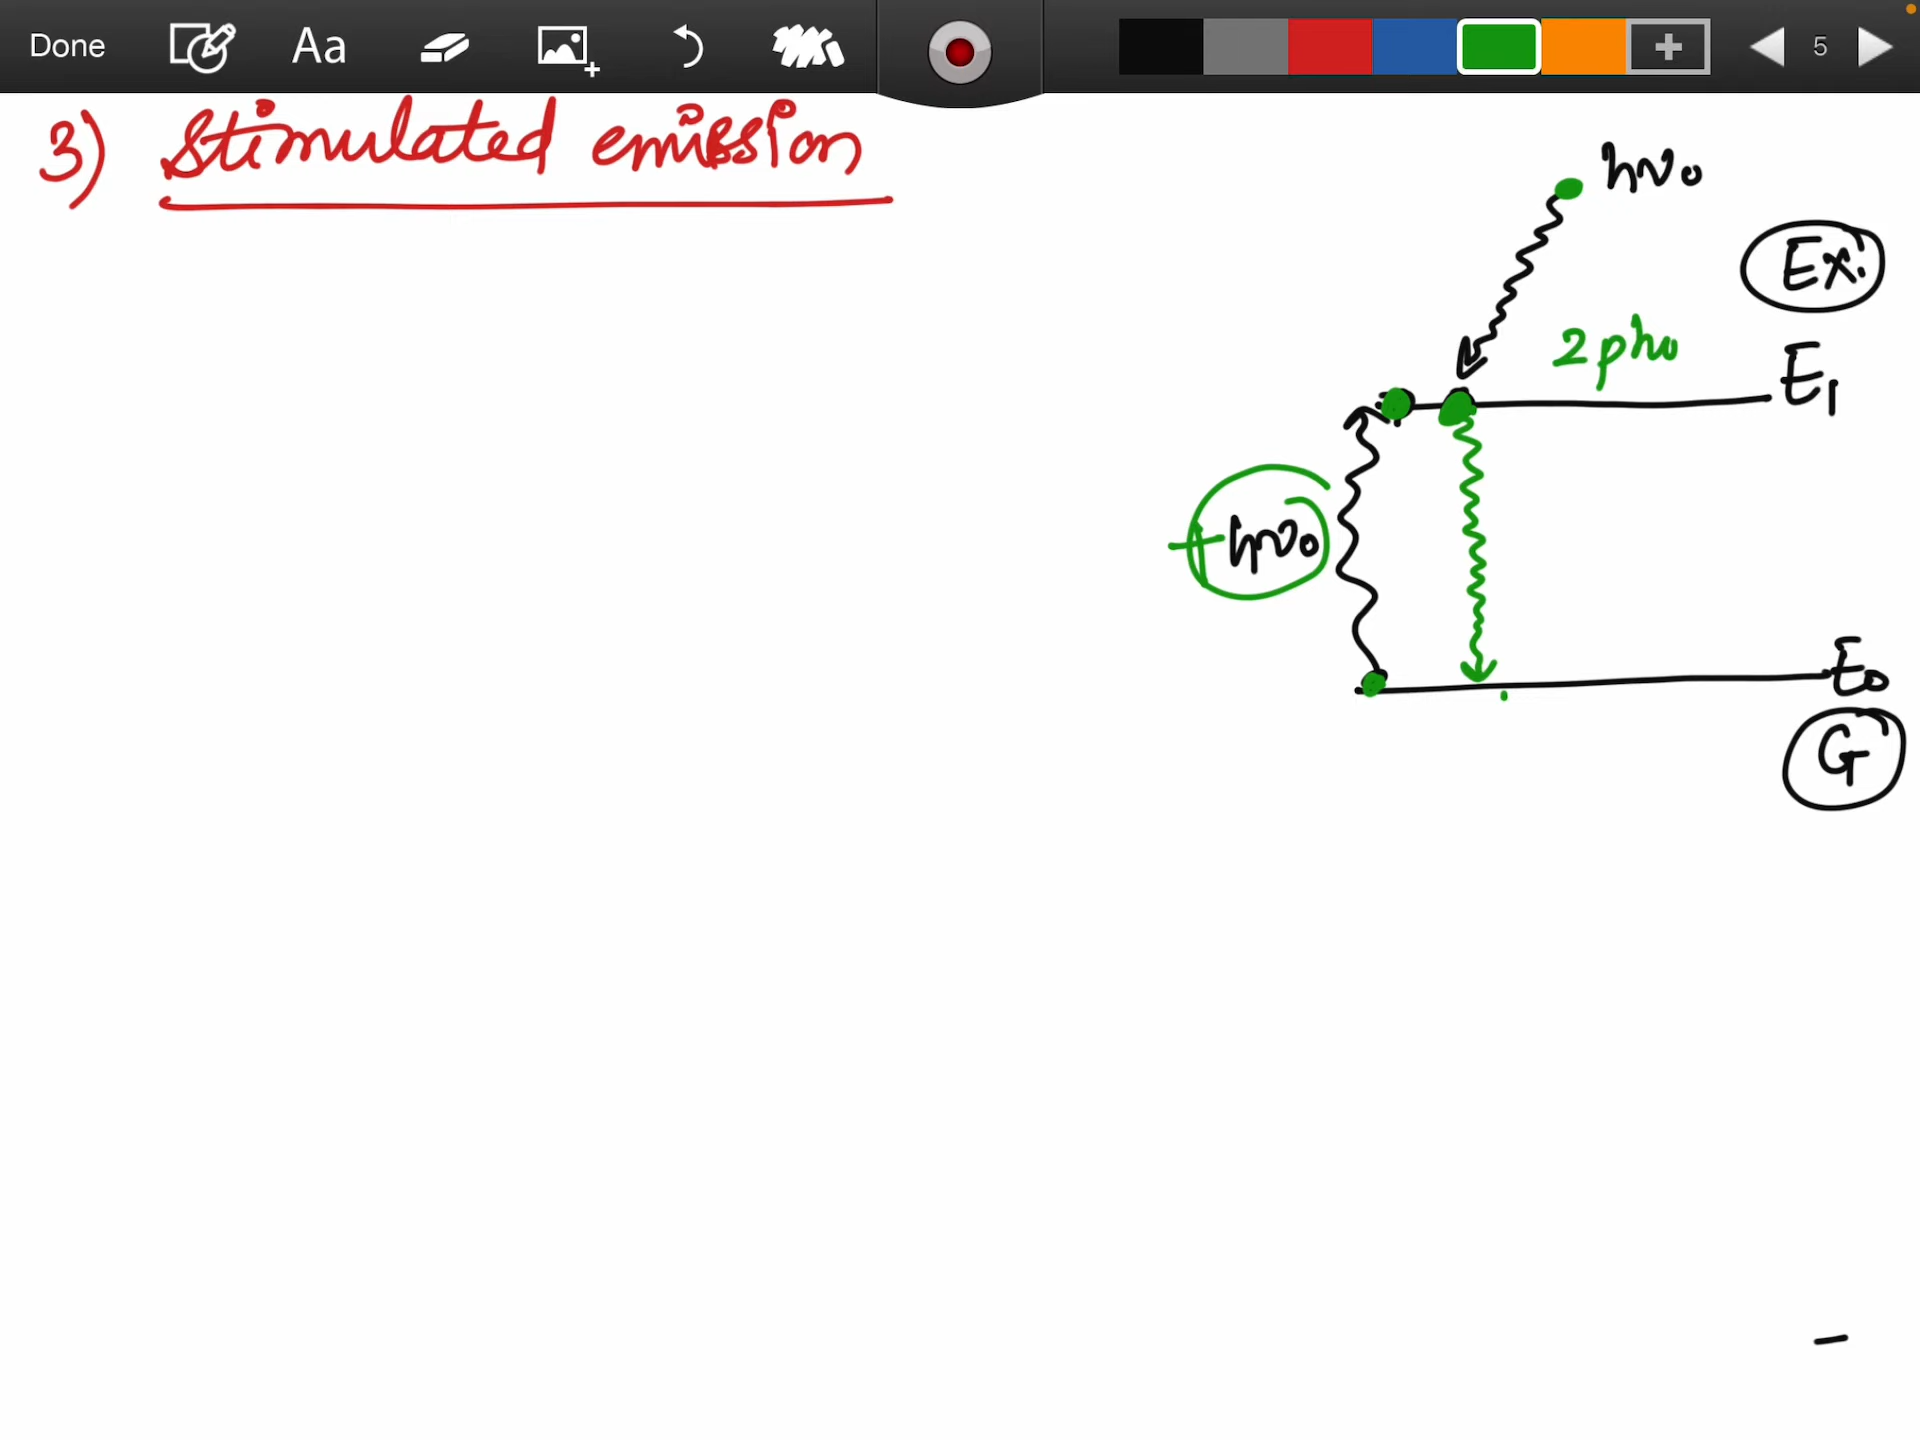 Done Aa 5
3) Stimulated emission
hν0
Ex.
2 pho
E1
+hν0
E0
G